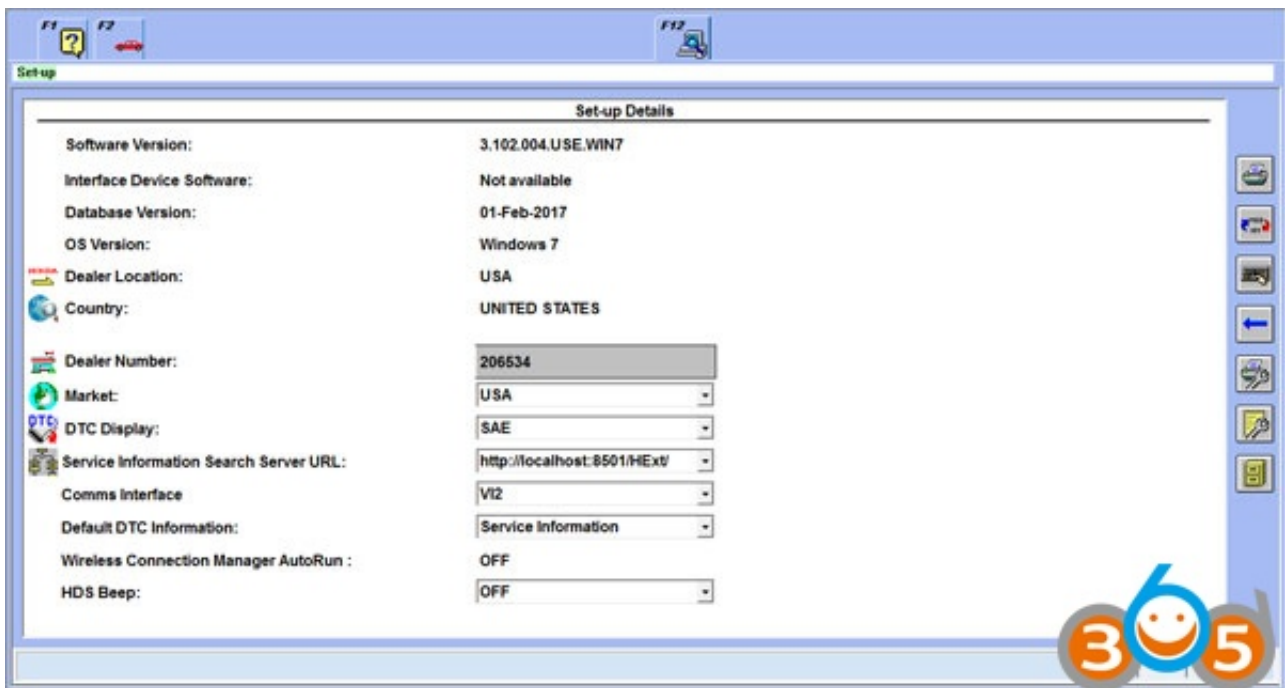 F1 F2 F12
Set-up
Set-up Details
Software Version: 3.102.004.USE.WIN7
Interface Device Software: Not available
Database Version: 01-Feb-2017
OS Version: Windows 7
Dealer Location: USA
Country: UNITED STATES
Dealer Number: 206534
Market: USA
DTC DTC Display: SAE
Service Information Search Server URL: http://localhost:8501/HExt/
Comms Interface VI2
Default DTC Information: Service Information
Wireless Connection Manager AutoRun : OFF
HDS Beep: OFF
365d